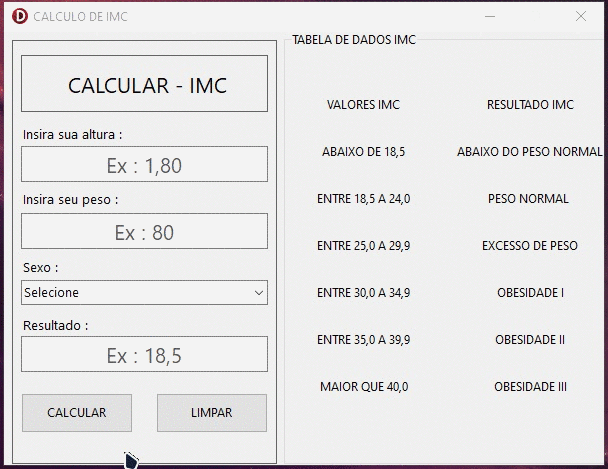 CALCULO DE IMC
CALCULAR - IMC
Insira sua altura :
Ex : 1,80
Insira seu peso :
Ex : 80
Sexo :
Selecione
Resultado :
Ex : 18,5
CALCULAR LIMPAR
TABELA DE DADOS IMC
VALORES IMC RESULTADO IMC
ABAIXO DE 18,5 ABAIXO DO PESO NORMAL
ENTRE 18,5 A 24,0 PESO NORMAL
ENTRE 25,0 A 29,9 EXCESSO DE PESO
ENTRE 30,0 A 34,9 OBESIDADE I
ENTRE 35,0 A 39,9 OBESIDADE II
MAIOR QUE 40,0 OBESIDADE III